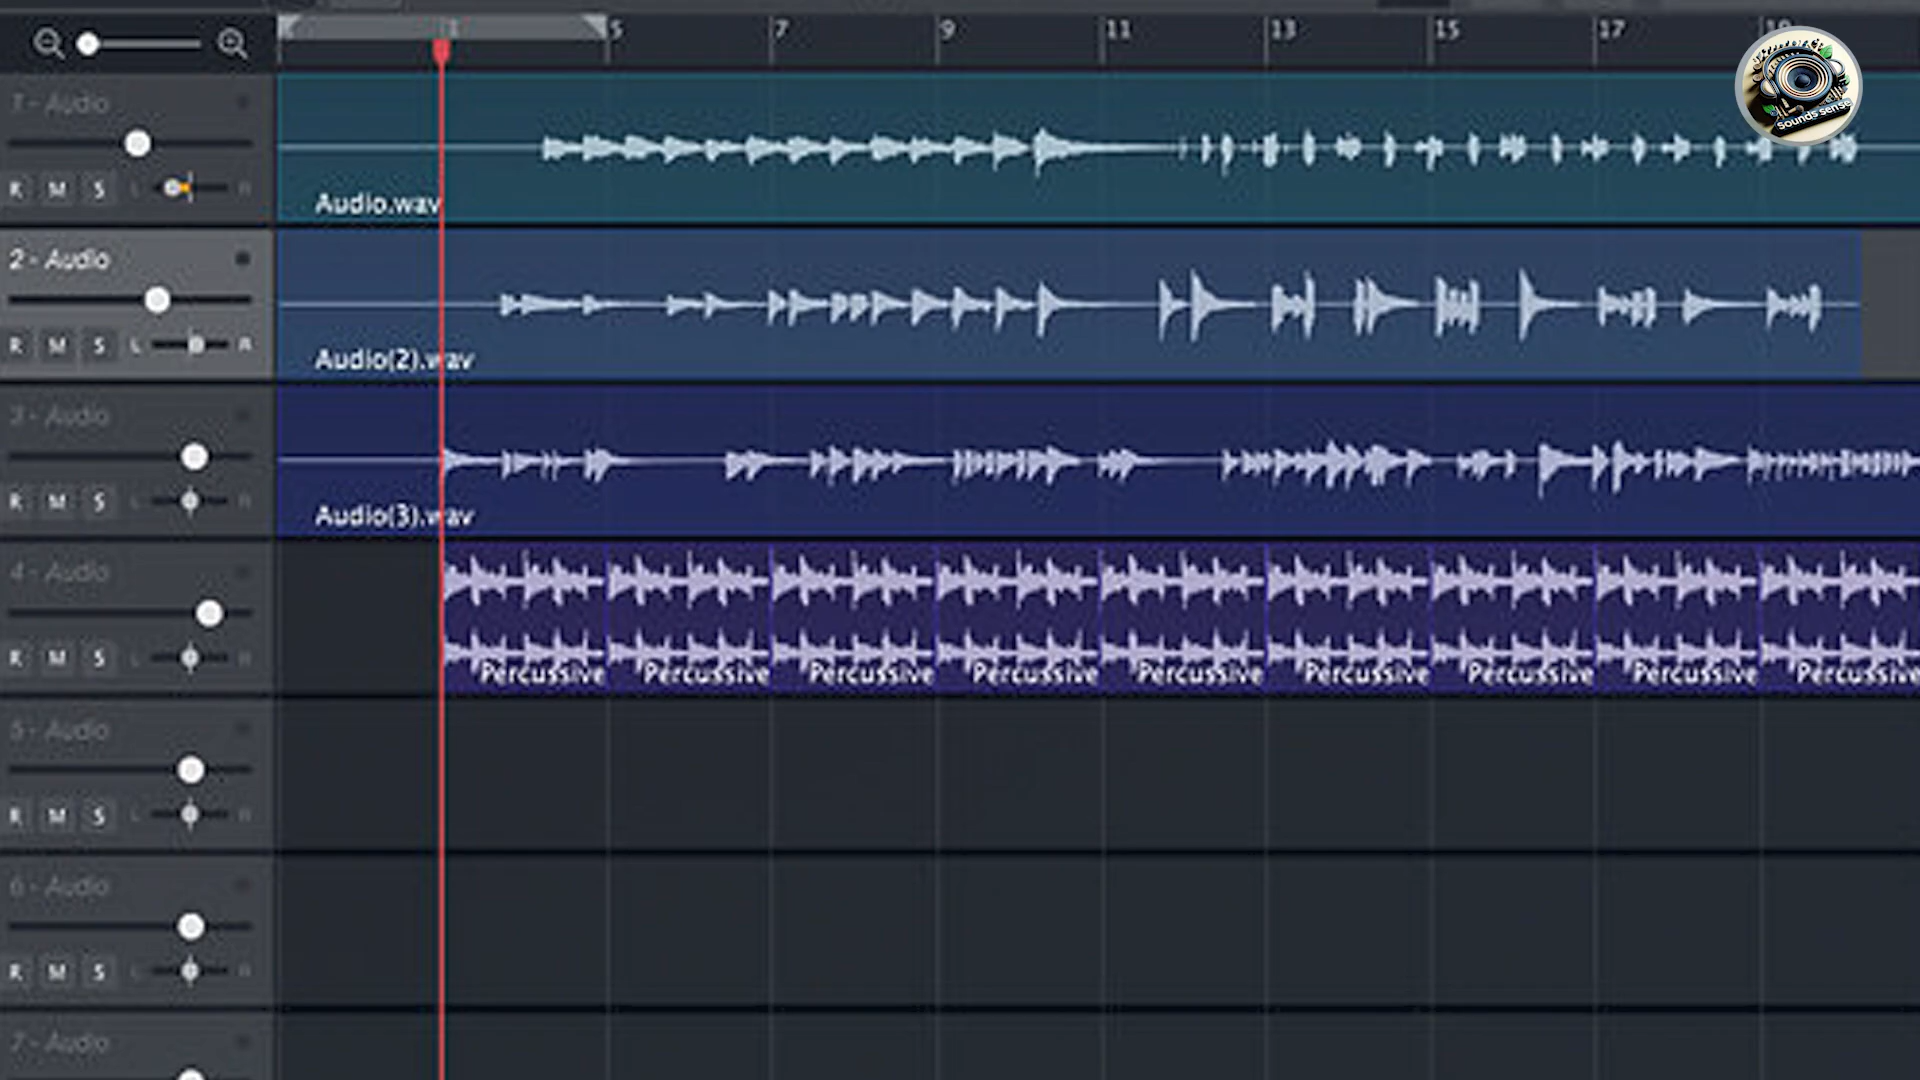 5 7 9 11 13 15 17 19
sounds sense
1 - Audio
R M S L R
Audio.wav
2 - Audio
R M S L R
Audio(2).wav
3 - Audio
R M S L R
Audio(3).wav
4 - Audio
R M S L R
Percussive Percussive Percussive Percussive Percussive Percussive Percussive Percussive Percussive
5 - Audio
R M S L R
6 - Audio
R M S L R
7 - Audio